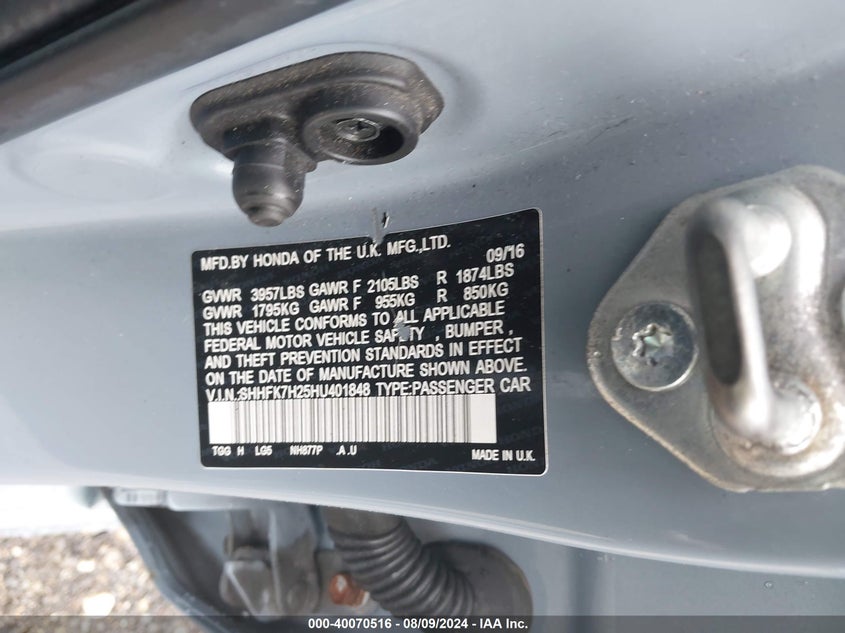 MFD.BY HONDA OF THE U.K. MFG.,LTD. 09/16
GVWR 3957LBS GAWR F 2105LBS R 1874LBS
GVWR 1795KG GAWR F 955KG R 850KG
THIS VEHICLE CONFORMS TO ALL APPLICABLE
FEDERAL MOTOR VEHICLE SAFETY , BUMPER ,
AND THEFT PREVENTION STANDARDS IN EFFECT
ON THE DATE OF MANUFACTURE SHOWN ABOVE.
V.I.N.:SHHFK7H25HU401848 TYPE:PASSENGER CAR
TGG H LG5 NH877P .A .U MADE IN U.K.
000-40070516 - 08/09/2024 - IAA Inc.